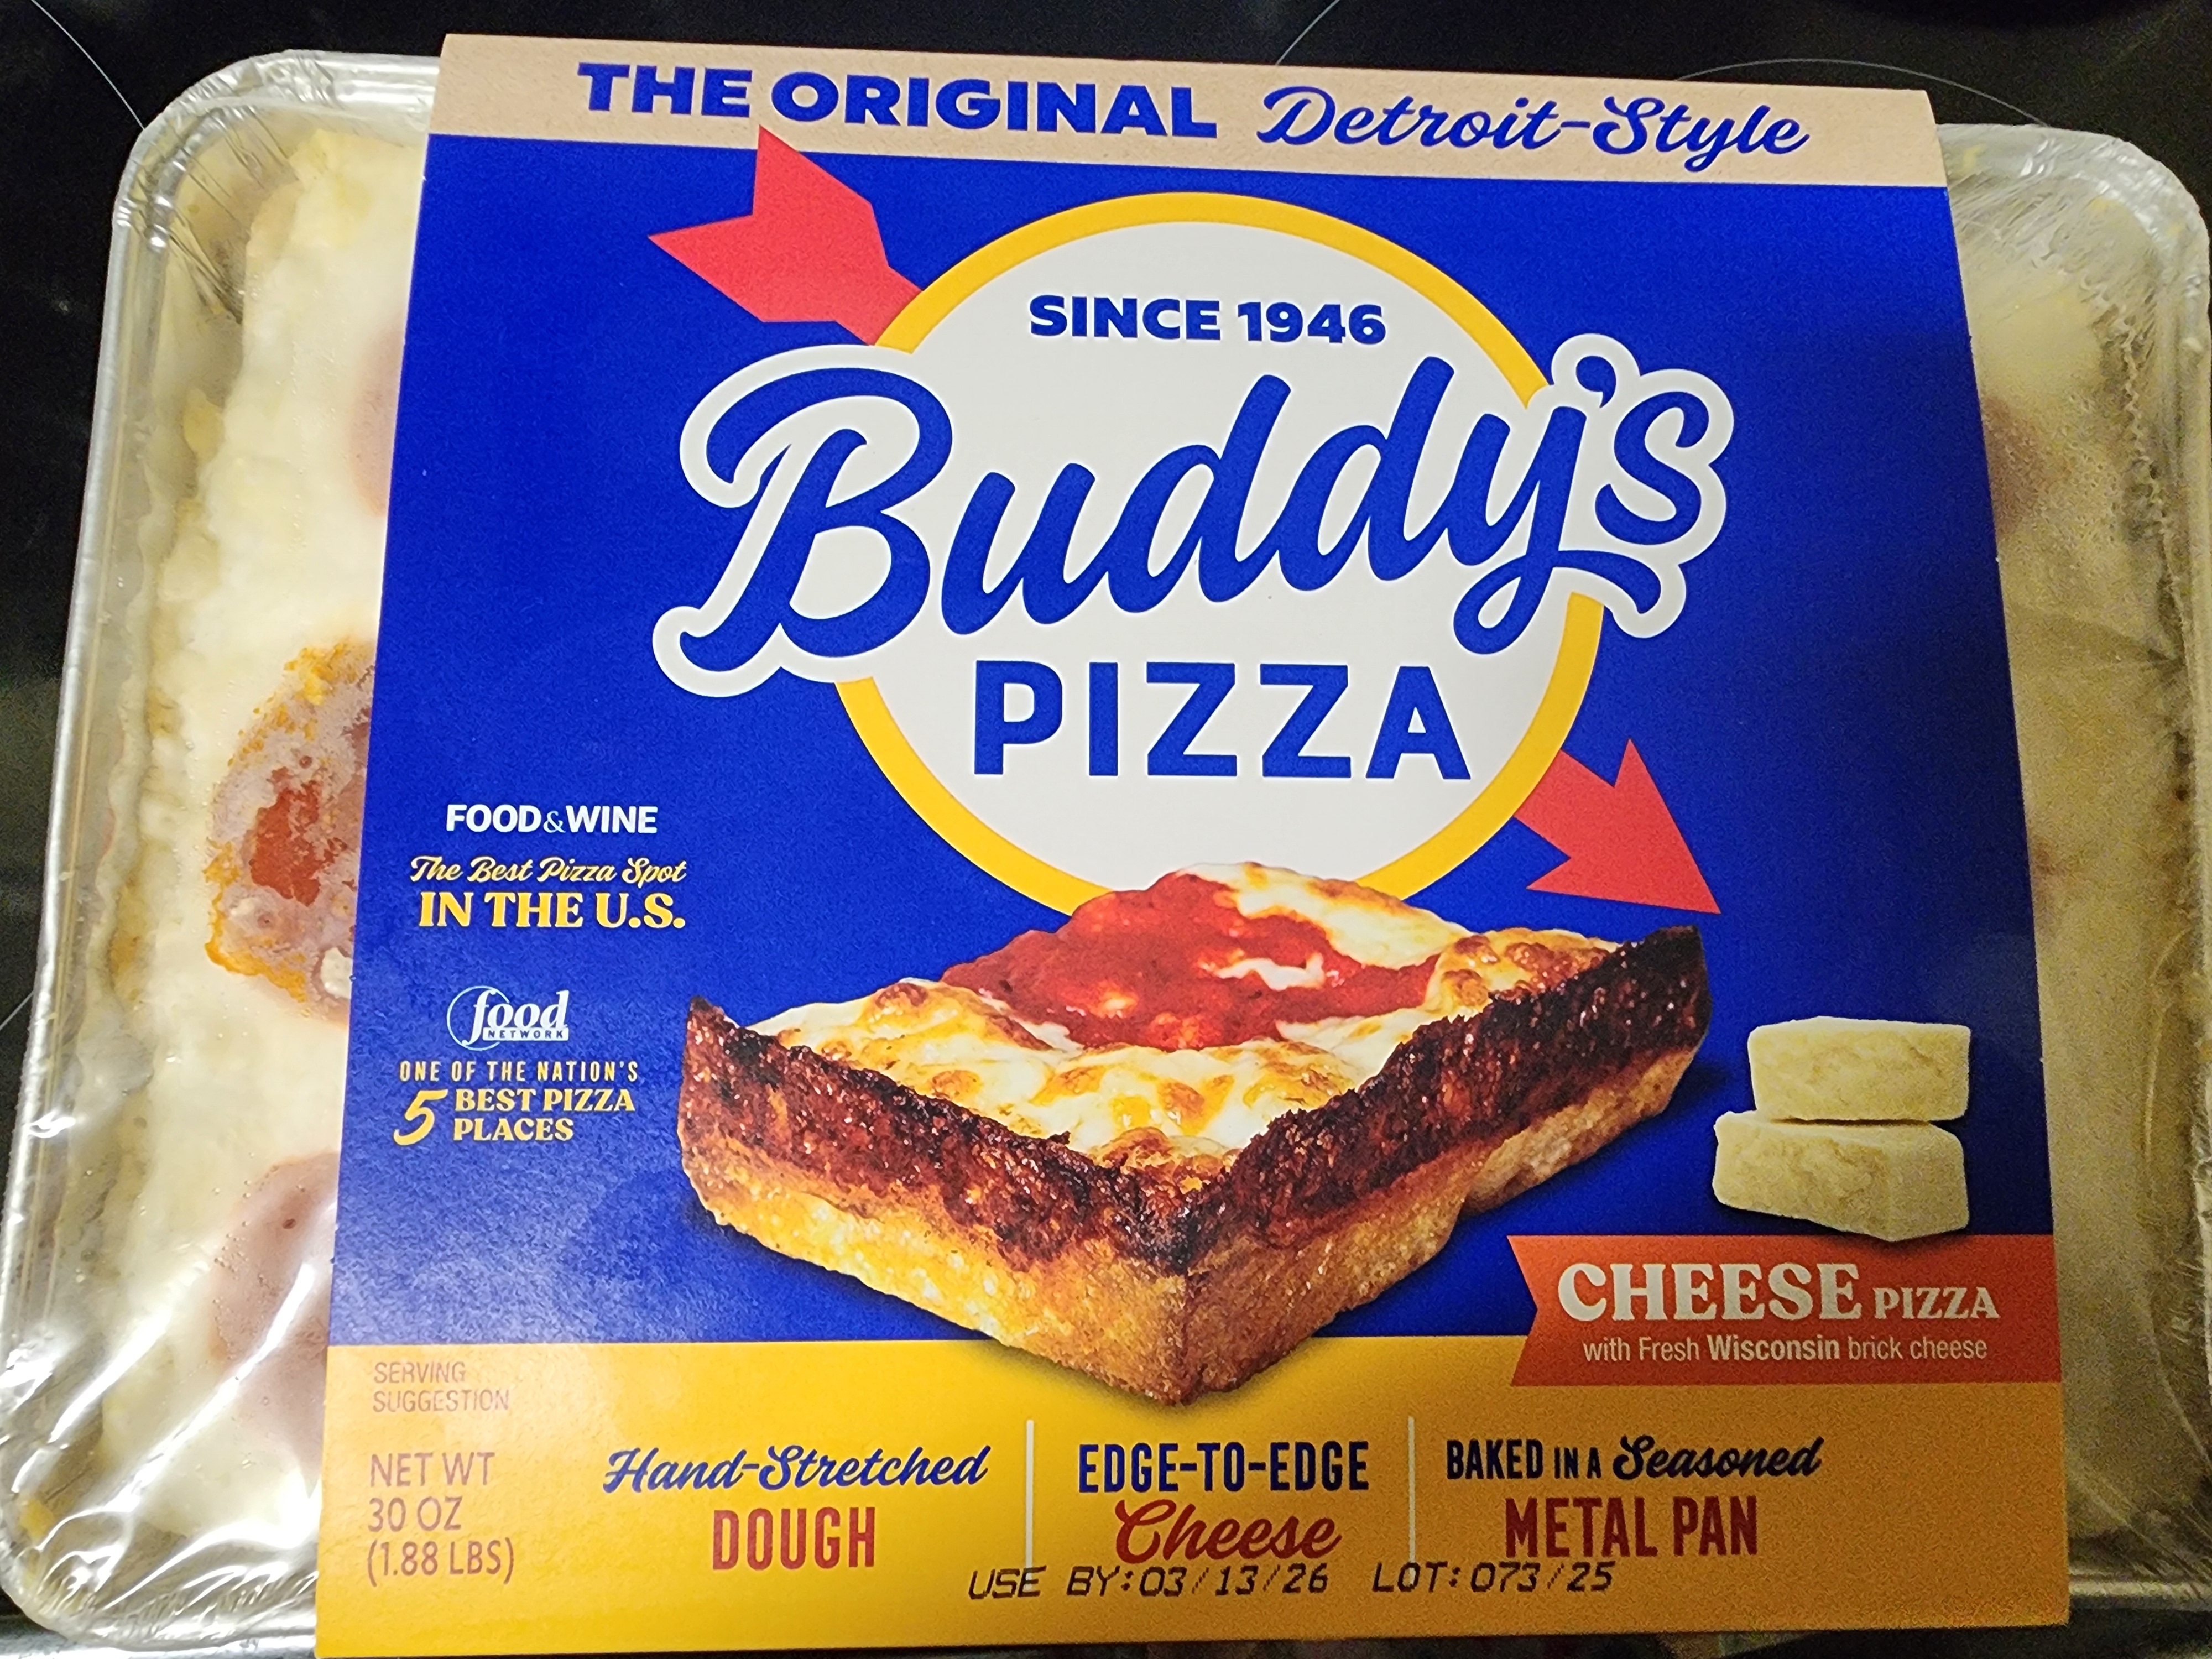 THE ORIGINAL Detroit-Style
SINCE 1946
Buddy's
PIZZA
FOOD&WINE
The Best Pizza Spot
IN THE U.S.
food
NETWORK
ONE OF THE NATION'S
5 BEST PIZZA
PLACES
CHEESE PIZZA
with Fresh Wisconsin brick cheese
SERVING
SUGGESTION
NET WT
30 OZ
(1.88 LBS)
Hand-Stretched
DOUGH
EDGE-TO-EDGE
Cheese
BAKED IN A Seasoned
METAL PAN
USE BY:03/13/26 LOT:073/25